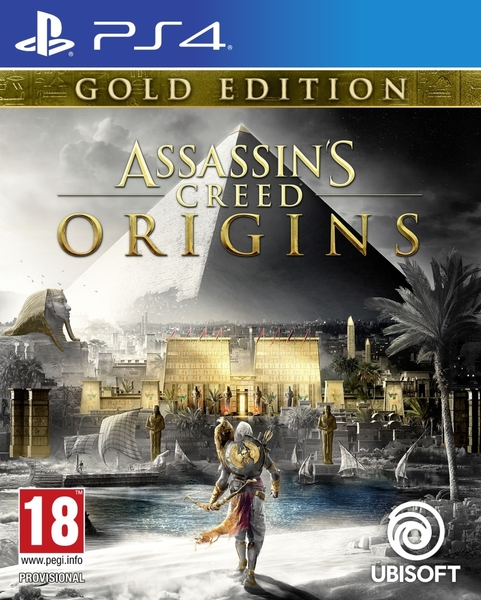 PS4
GOLD EDITION
ASSASSIN'S
CREED
ORIGINS
18
www.pegi.info
PROVISIONAL
UBISOFT